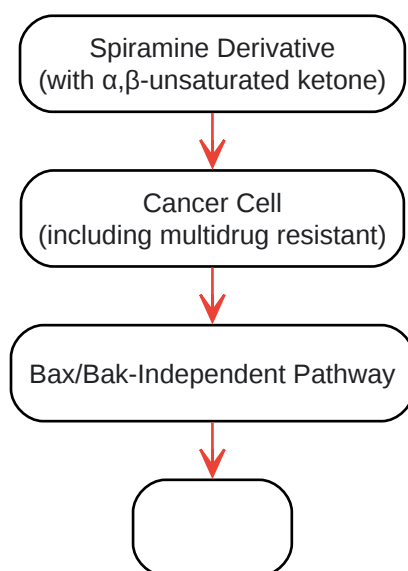 Spiramine Derivative
(with α,β-unsaturated ketone)
Cancer Cell
(including multidrug resistant)
Bax/Bak-Independent Pathway